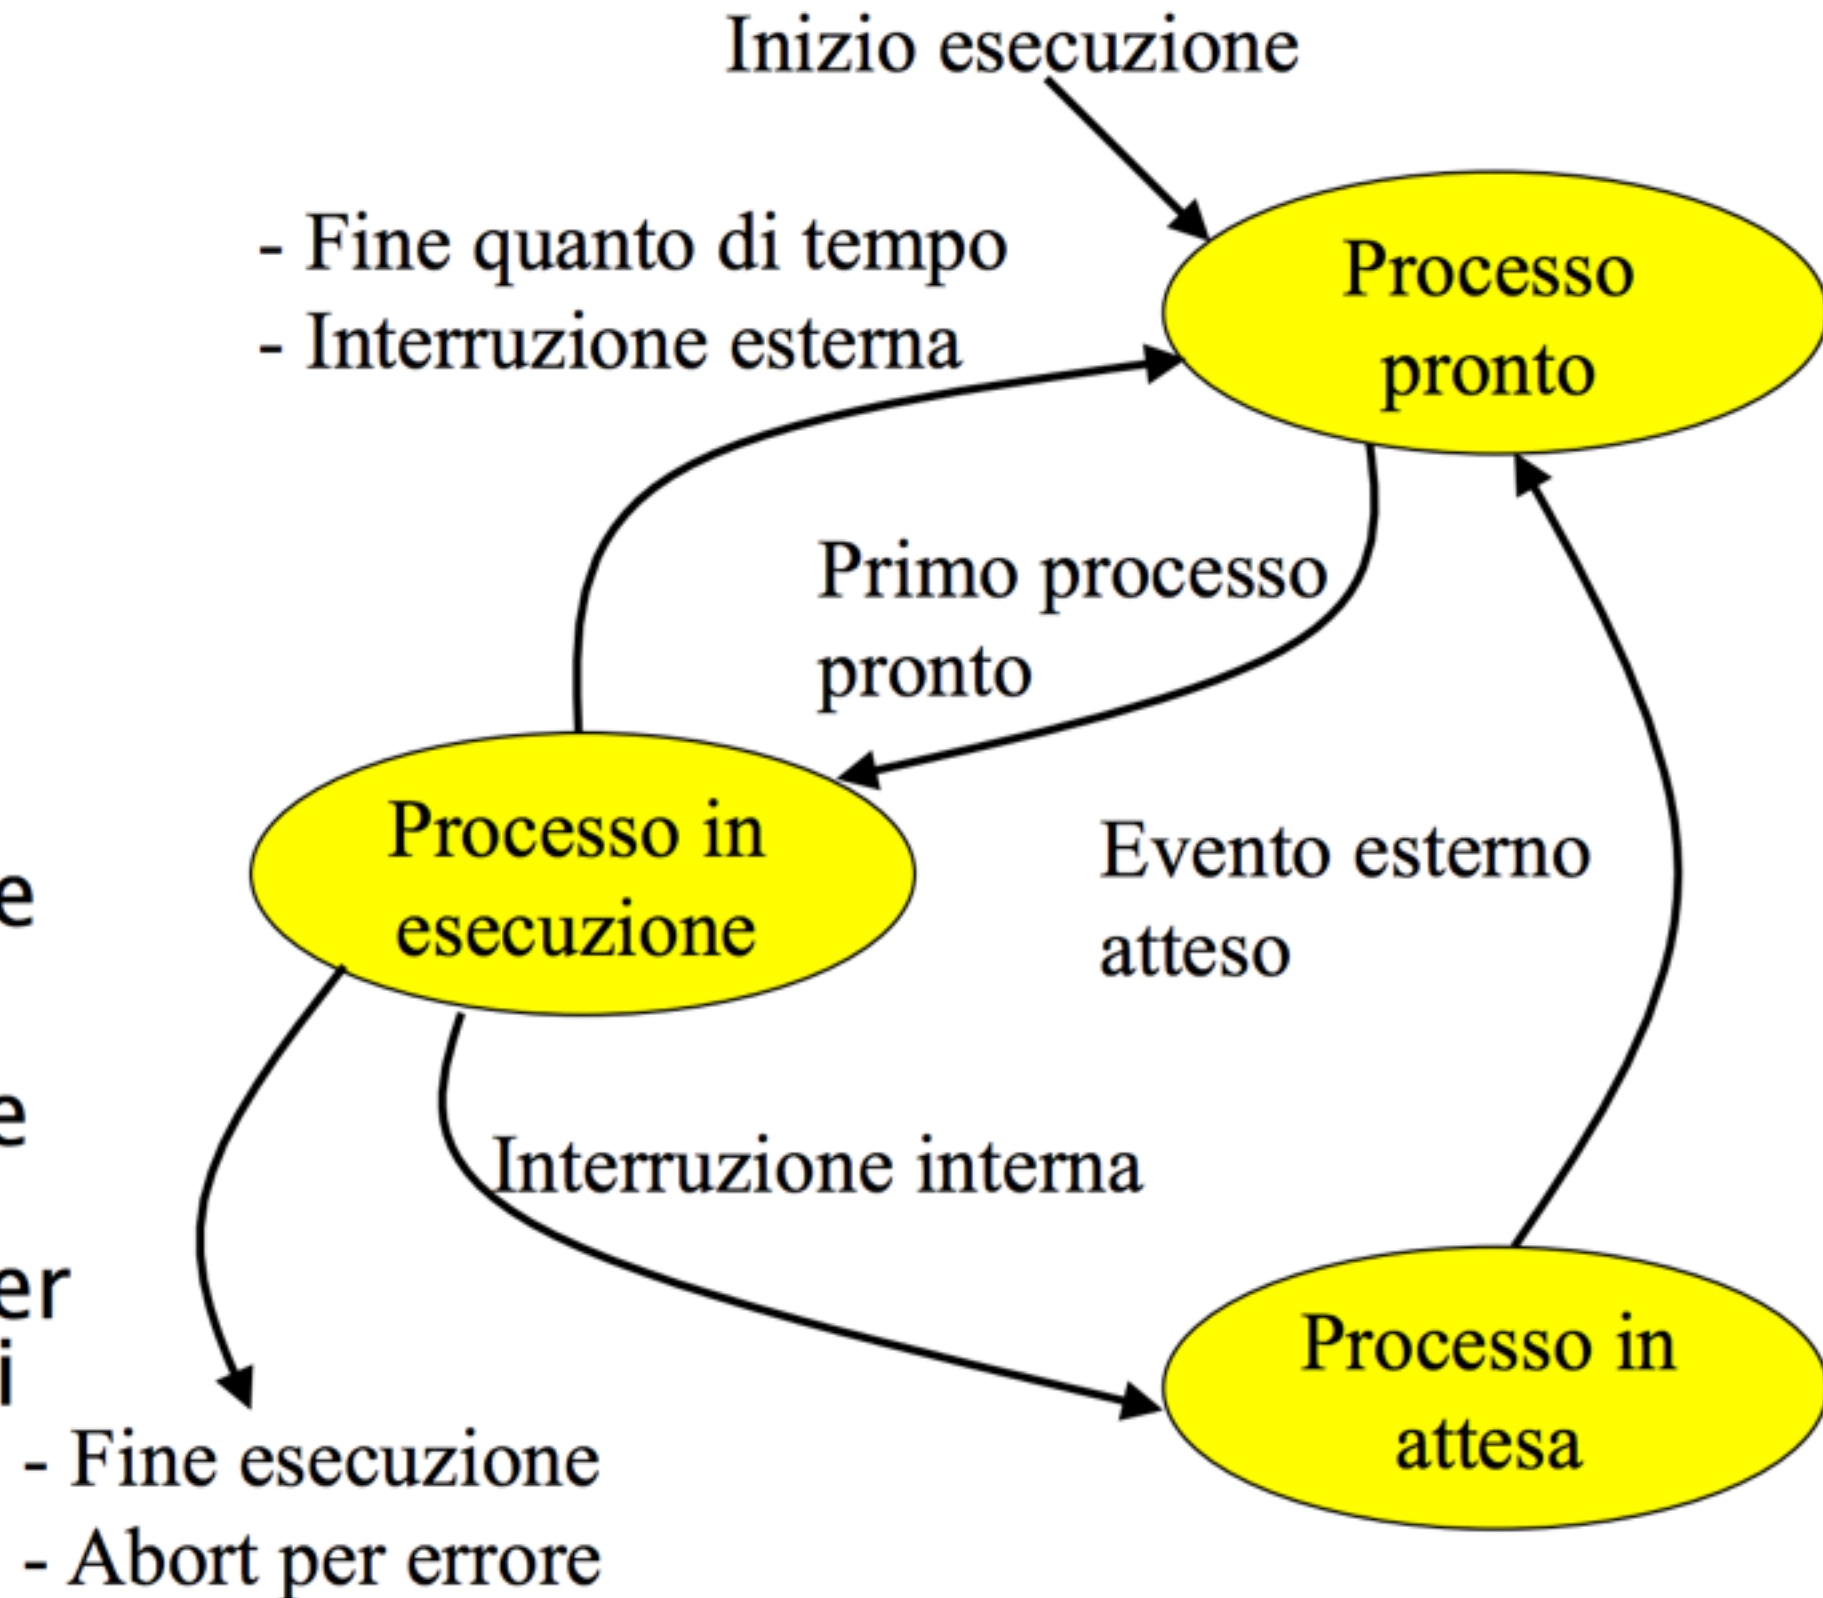 Inizio esecuzione
- Fine quanto di tempo
- Interruzione esterna
Processo
pronto
Primo processo
pronto
Processo in
esecuzione
Evento esterno
atteso
Interruzione interna
Processo in
attesa
- Fine esecuzione
- Abort per errore